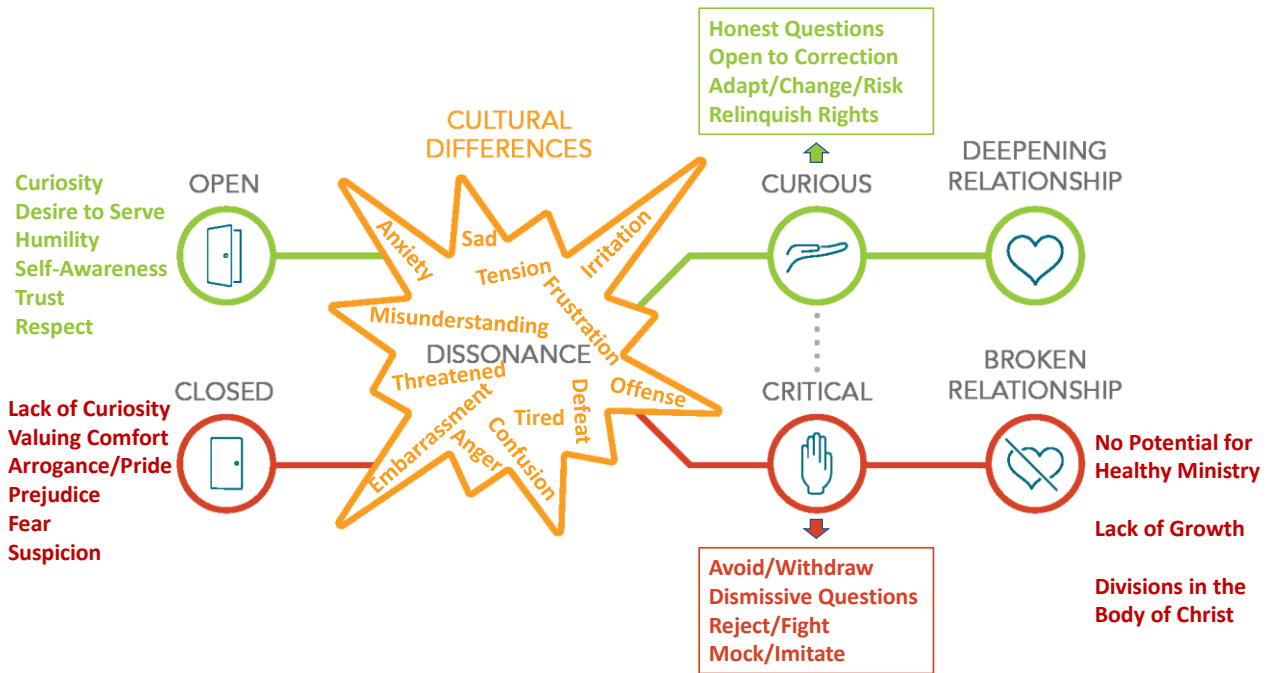 Honest Questions
Open to Correction
Adapt/Change/Risk
Relinquish Rights
CULTURAL
DIFFERENCES
DEEPENING
RELATIONSHIP
OPEN
CURIOUS
Curiosity
Desire to Serve
Humility
Self-Awareness
Trust
Respect
Anxiety
Sad
Tension
Irritation
Frustration
Misunderstanding
DISSONANCE
Threatened
Embarrassment
Anger
Tired
Confusion
Defeat
Offense
CLOSED
CRITICAL
BROKEN
RELATIONSHIP
Lack of Curiosity
Valuing Comfort
Arrogance/Pride
Prejudice
Fear
Suspicion
No Potential for
Healthy Ministry
Lack of Growth
Divisions in the
Body of Christ
Avoid/Withdraw
Dismissive Questions
Reject/Fight
Mock/Imitate